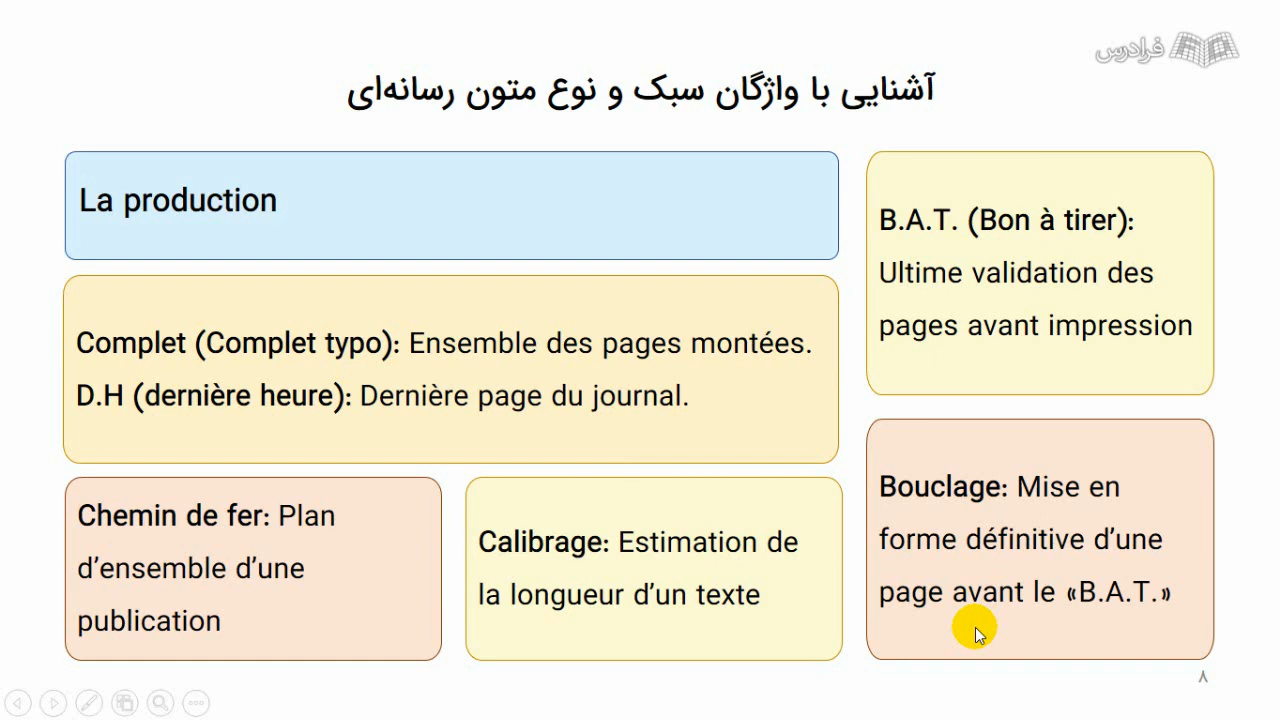 فرادرس
آشنایی با واژگان سبک و نوع متون رسانه‌ای
La production
Complet (Complet typo): Ensemble des pages montées.
D.H (dernière heure): Dernière page du journal.
Chemin de fer: Plan
d’ensemble d’une
publication
Calibrage: Estimation de
la longueur d’un texte
B.A.T. (Bon à tirer):
Ultime validation des
pages avant impression
Bouclage: Mise en
forme définitive d’une
page avant le «B.A.T.»
۸